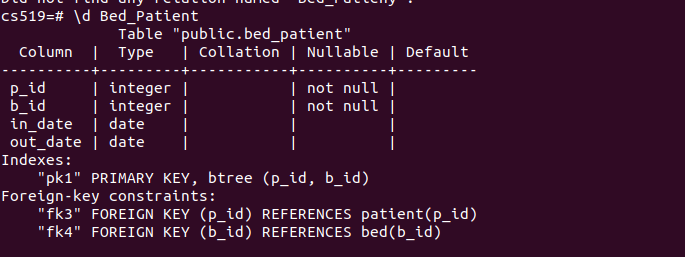 Did not find any relation named "Bed_Patient".
cs519=# \d Bed_Patient
Table "public.bed_patient"
Column | Type | Collation | Nullable | Default
----------+---------+-----------+----------+---------
p_id | integer | | not null |
b_id | integer | | not null |
in_date | date | | |
out_date | date | | |
Indexes:
"pk1" PRIMARY KEY, btree (p_id, b_id)
Foreign-key constraints:
"fk3" FOREIGN KEY (p_id) REFERENCES patient(p_id)
"fk4" FOREIGN KEY (b_id) REFERENCES bed(b_id)